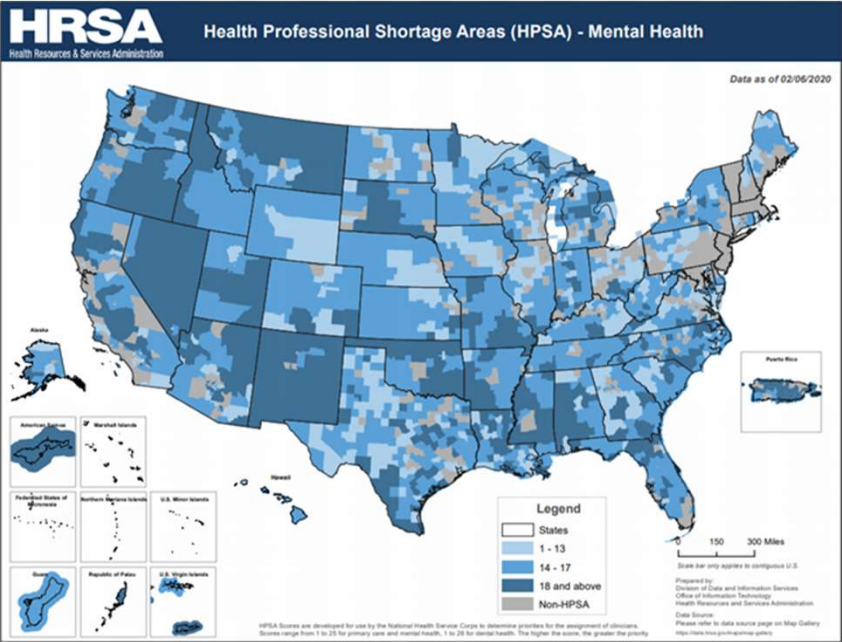 HRSA
Health Resources & Services Administration
Health Professional Shortage Areas (HPSA) - Mental Health
Data as of 02/06/2020
Alaska
American Samoa
Marshall Islands
Federated States of
Micronesia
Northern Mariana Islands
U.S. Minor Islands
Guam
Republic of Palau
U.S. Virgin Islands
Hawaii
Puerto Rico
Legend
States
1 - 13
14 - 17
18 and above
Non-HPSA
0 150 300 Miles
Scale bar only applies to contiguous U.S.
Prepared by:
Division of Data and Information Services
Office of Information Technology
Health Resources and Services Administration
Data Source:
Please refer to data source page on Map Gallery
https://data.hrsa.gov/maps/map-gallery
HPSA Scores are developed for use by the National Health Service Corps to determine priorities for the assignment of clinicians.
Scores range from 1 to 25 for primary care and mental health, 1 to 26 for dental health. The higher the score, the greater the priority.